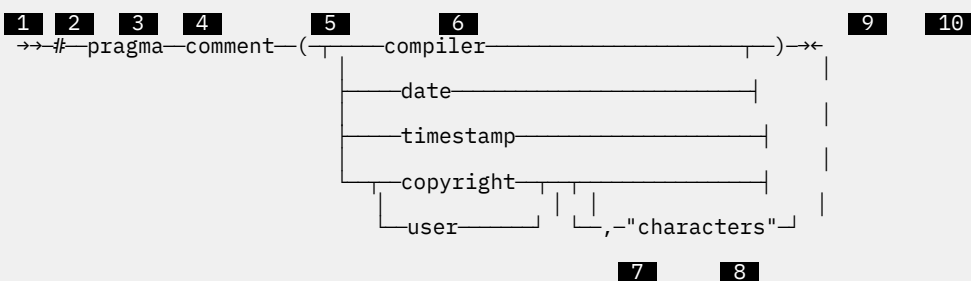 1 2 3 4 5 6 9 10
→→─#──pragma──comment──(─┬─────compiler────────────────────────┬──)─→←
├─────date────────────────────────────┤
├─────timestamp───────────────────────┤
└──┬──copyright──┬──┬─────────────────┤
└──user───────┘ └──,─"characters"─┘
7 8